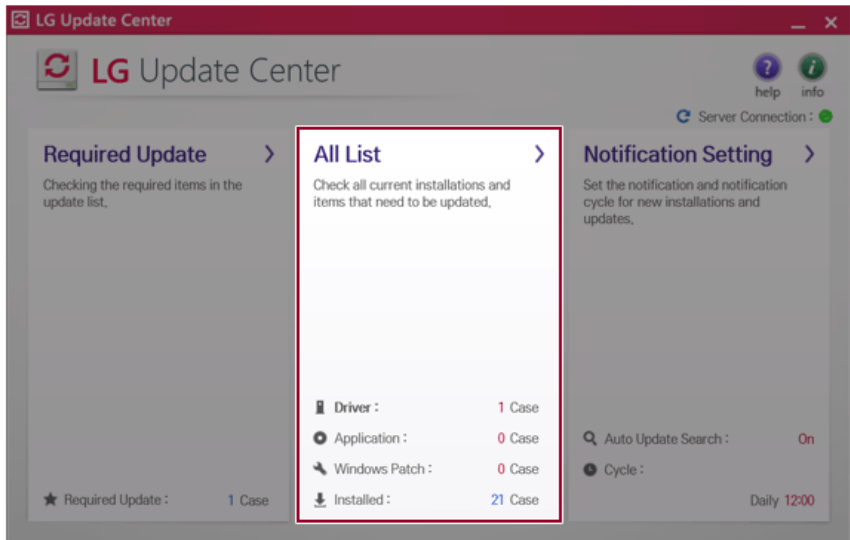 LG Update Center
LG Update Center
help info
Server Connection :
Required Update
Checking the required items in the
update list,
Required Update : 1 Case
All List
Check all current installations and
items that need to be updated,
Driver : 1 Case
Application : 0 Case
Windows Patch : 0 Case
Installed : 21 Case
Notification Setting
Set the notification and notification
cycle for new installations and
updates,
Auto Update Search : On
Cycle :
Daily 12:00